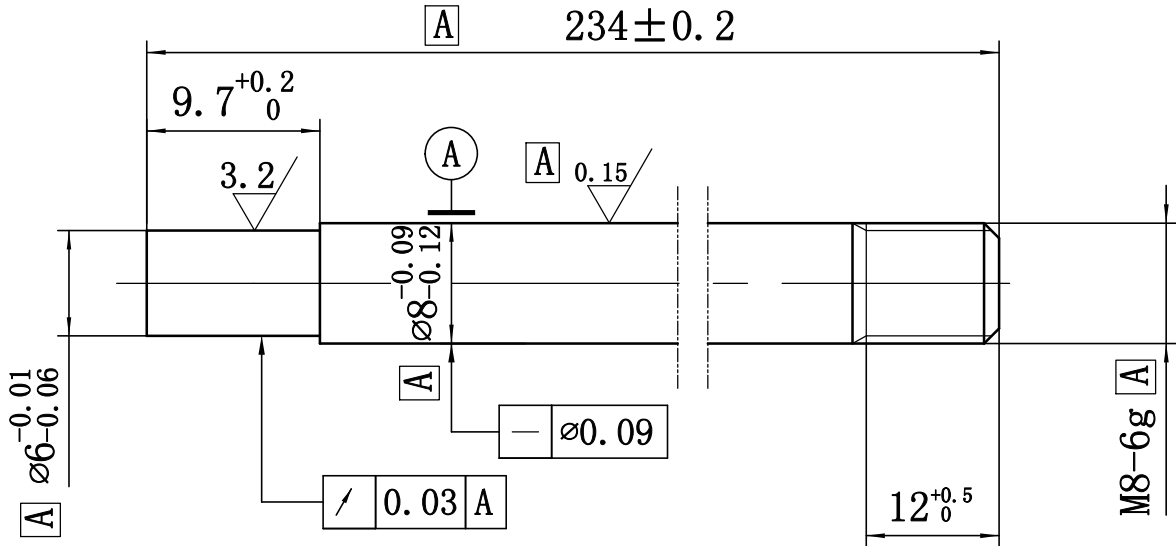 A
234±0.2
9.7 +0.2 0
A
A
3.2
0.15
ø8 -0.09 -0.12
A
A
ø6 -0.01 -0.06
A
M8-6g
— ø0.09
↗ 0.03 A
12 +0.5 0
A